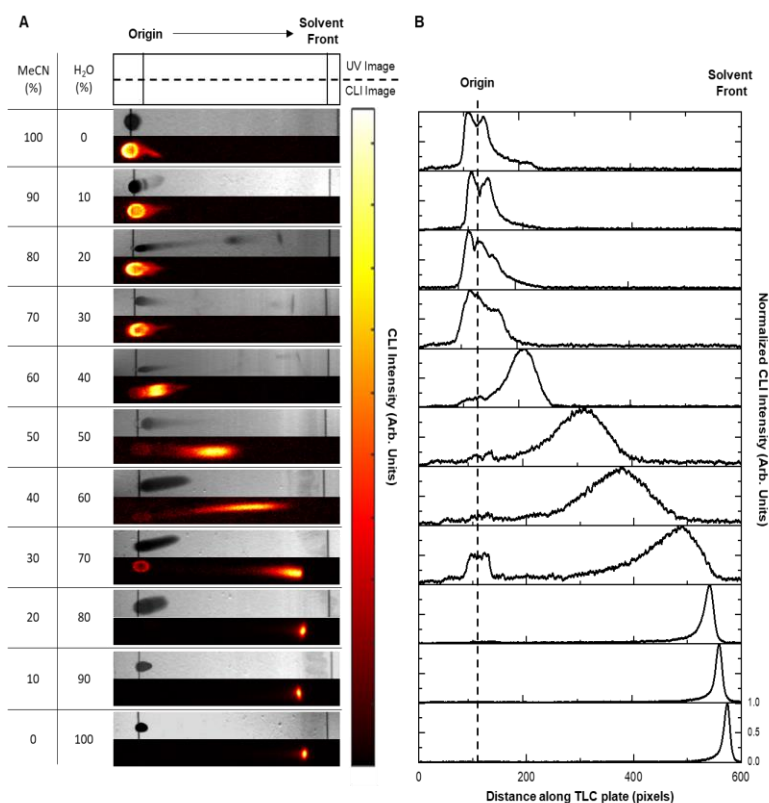 A
Origin
Solvent
Front
MeCN
(%)
H₂O
(%)
UV Image
CLI Image
100 0
90 10
80 20
70 30
60 40
50 50
40 60
30 70
20 80
10 90
0 100
CLI Intensity (Arb. Units)
B
Origin
Solvent
Front
Normalized CLI Intensity (Arb. Units)
1.0
0.5
0.0
0 100 200 300 400 500 600
Distance along TLC plate (pixels)